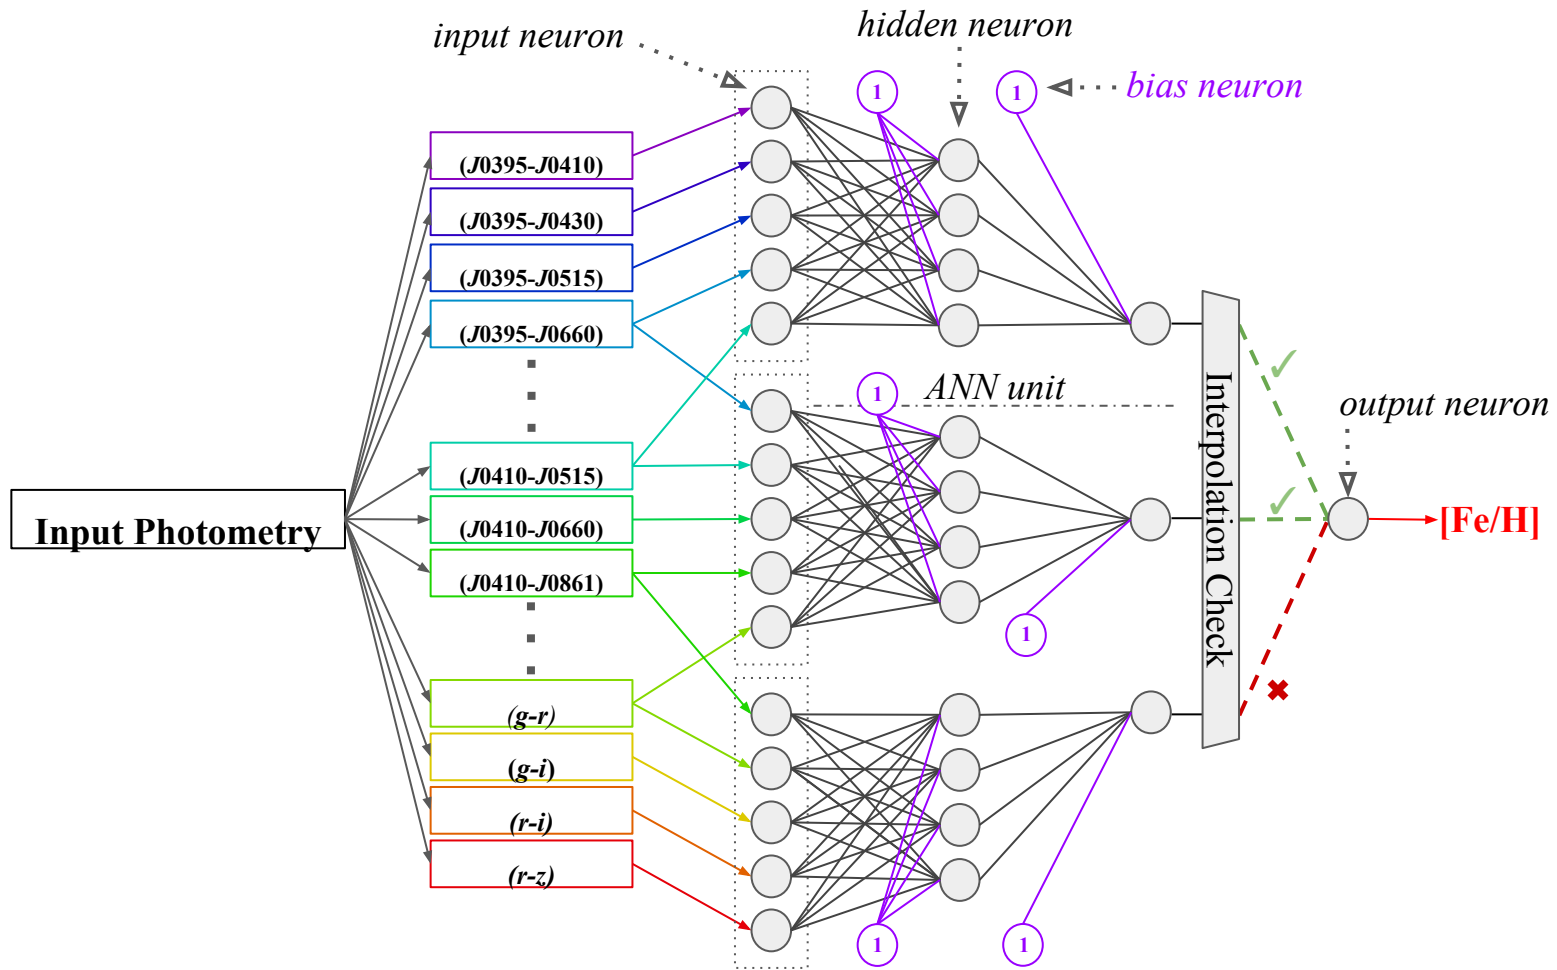 input neuron
hidden neuron
1
1
bias neuron
(J0395-J0410)
(J0395-J0430)
(J0395-J0515)
(J0395-J0660)
1
ANN unit
output neuron
Interpolation Check
(J0410-J0515)
Input Photometry
(J0410-J0660)
[Fe/H]
(J0410-J0861)
1
(g-r)
(g-i)
(r-i)
(r-z)
1
1